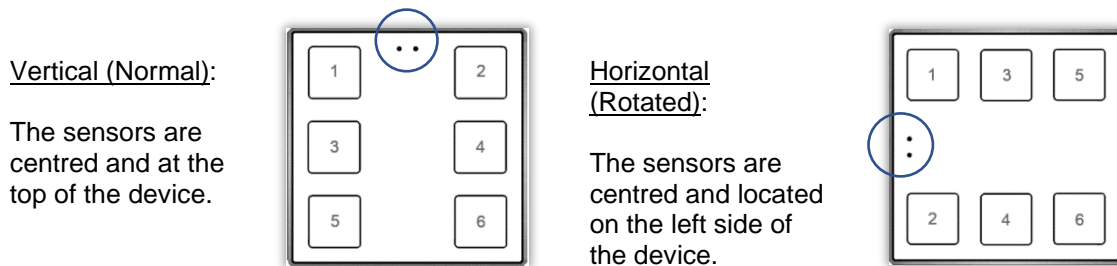 Vertical (Normal):
The sensors are
centred and at the
top of the device.
1 2
3 4
5 6
Horizontal
(Rotated):
The sensors are
centred and located
on the left side of
the device.
1 3 5
2 4 6